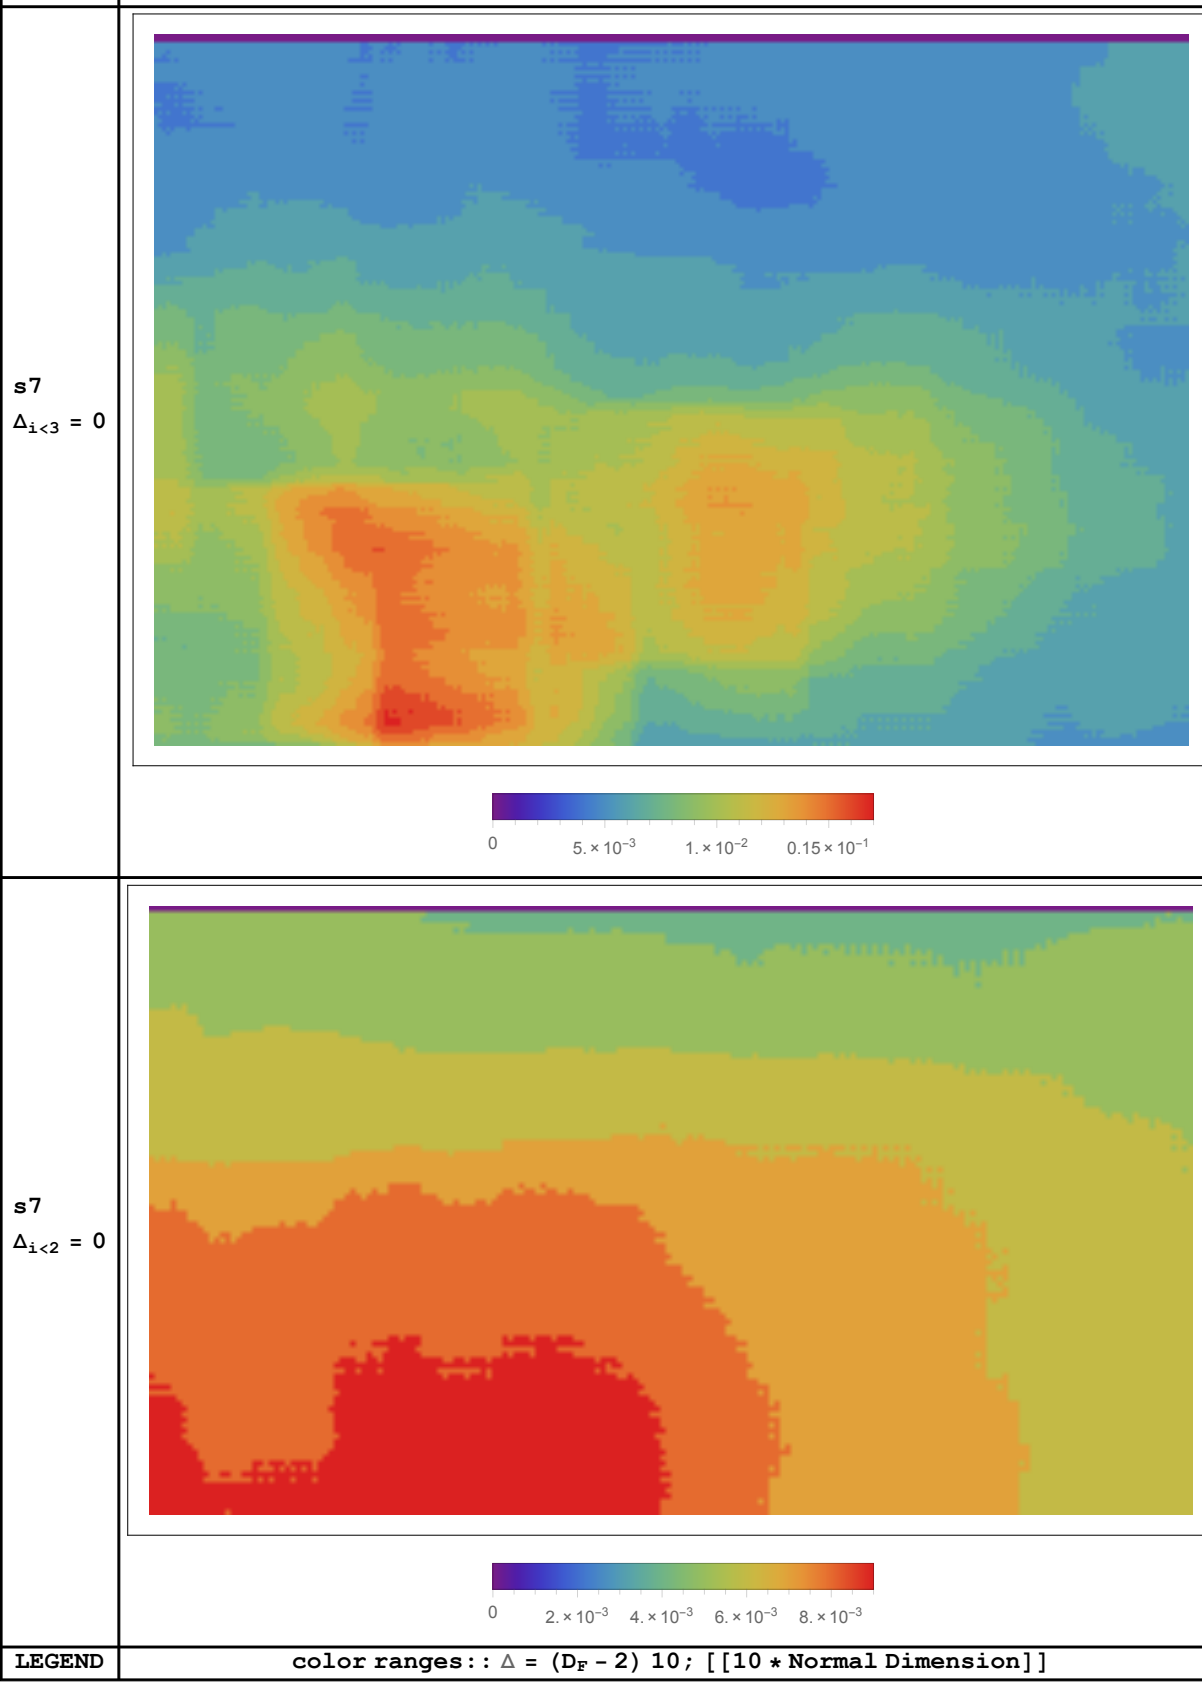 s7
Δi<3 = 0
0 5.×10⁻³ 1.×10⁻² 0.15×10⁻¹
s7
Δi<2 = 0
0 2.×10⁻³ 4.×10⁻³ 6.×10⁻³ 8.×10⁻³
LEGEND color ranges:: Δ = (DF - 2) 10; [[10 * Normal Dimension]]